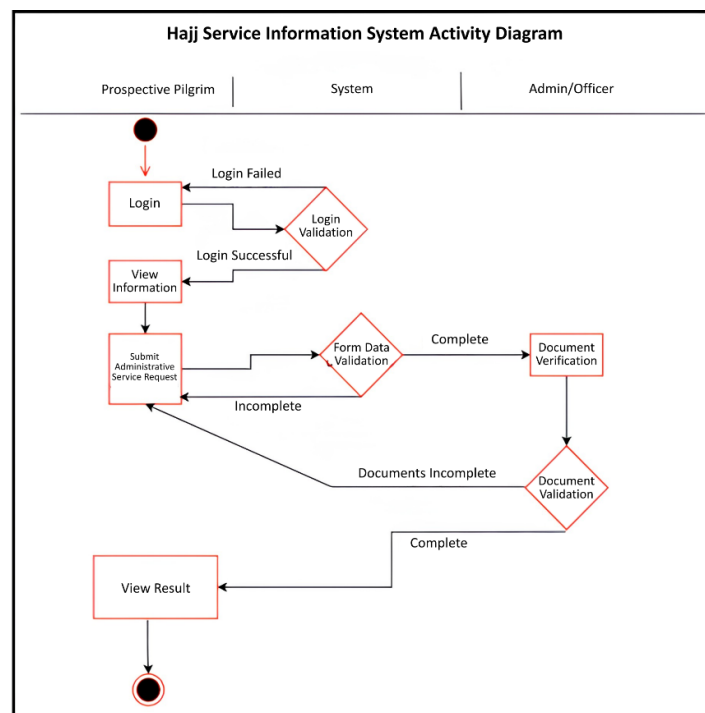 Hajj Service Information System Activity Diagram
Prospective Pilgrim
System
Admin/Officer
Login Failed
Login
Login
Validation
Login Successful
View
Information
Submit
Administrative
Service Request
Form Data
Validation
Complete
Document
Verification
Incomplete
Documents Incomplete
Document
Validation
Complete
View Result